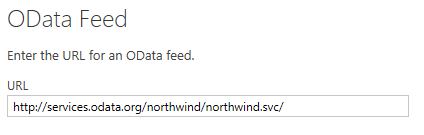 OData Feed
Enter the URL for an OData feed.
URL
http://services.odata.org/northwind/northwind.svc/